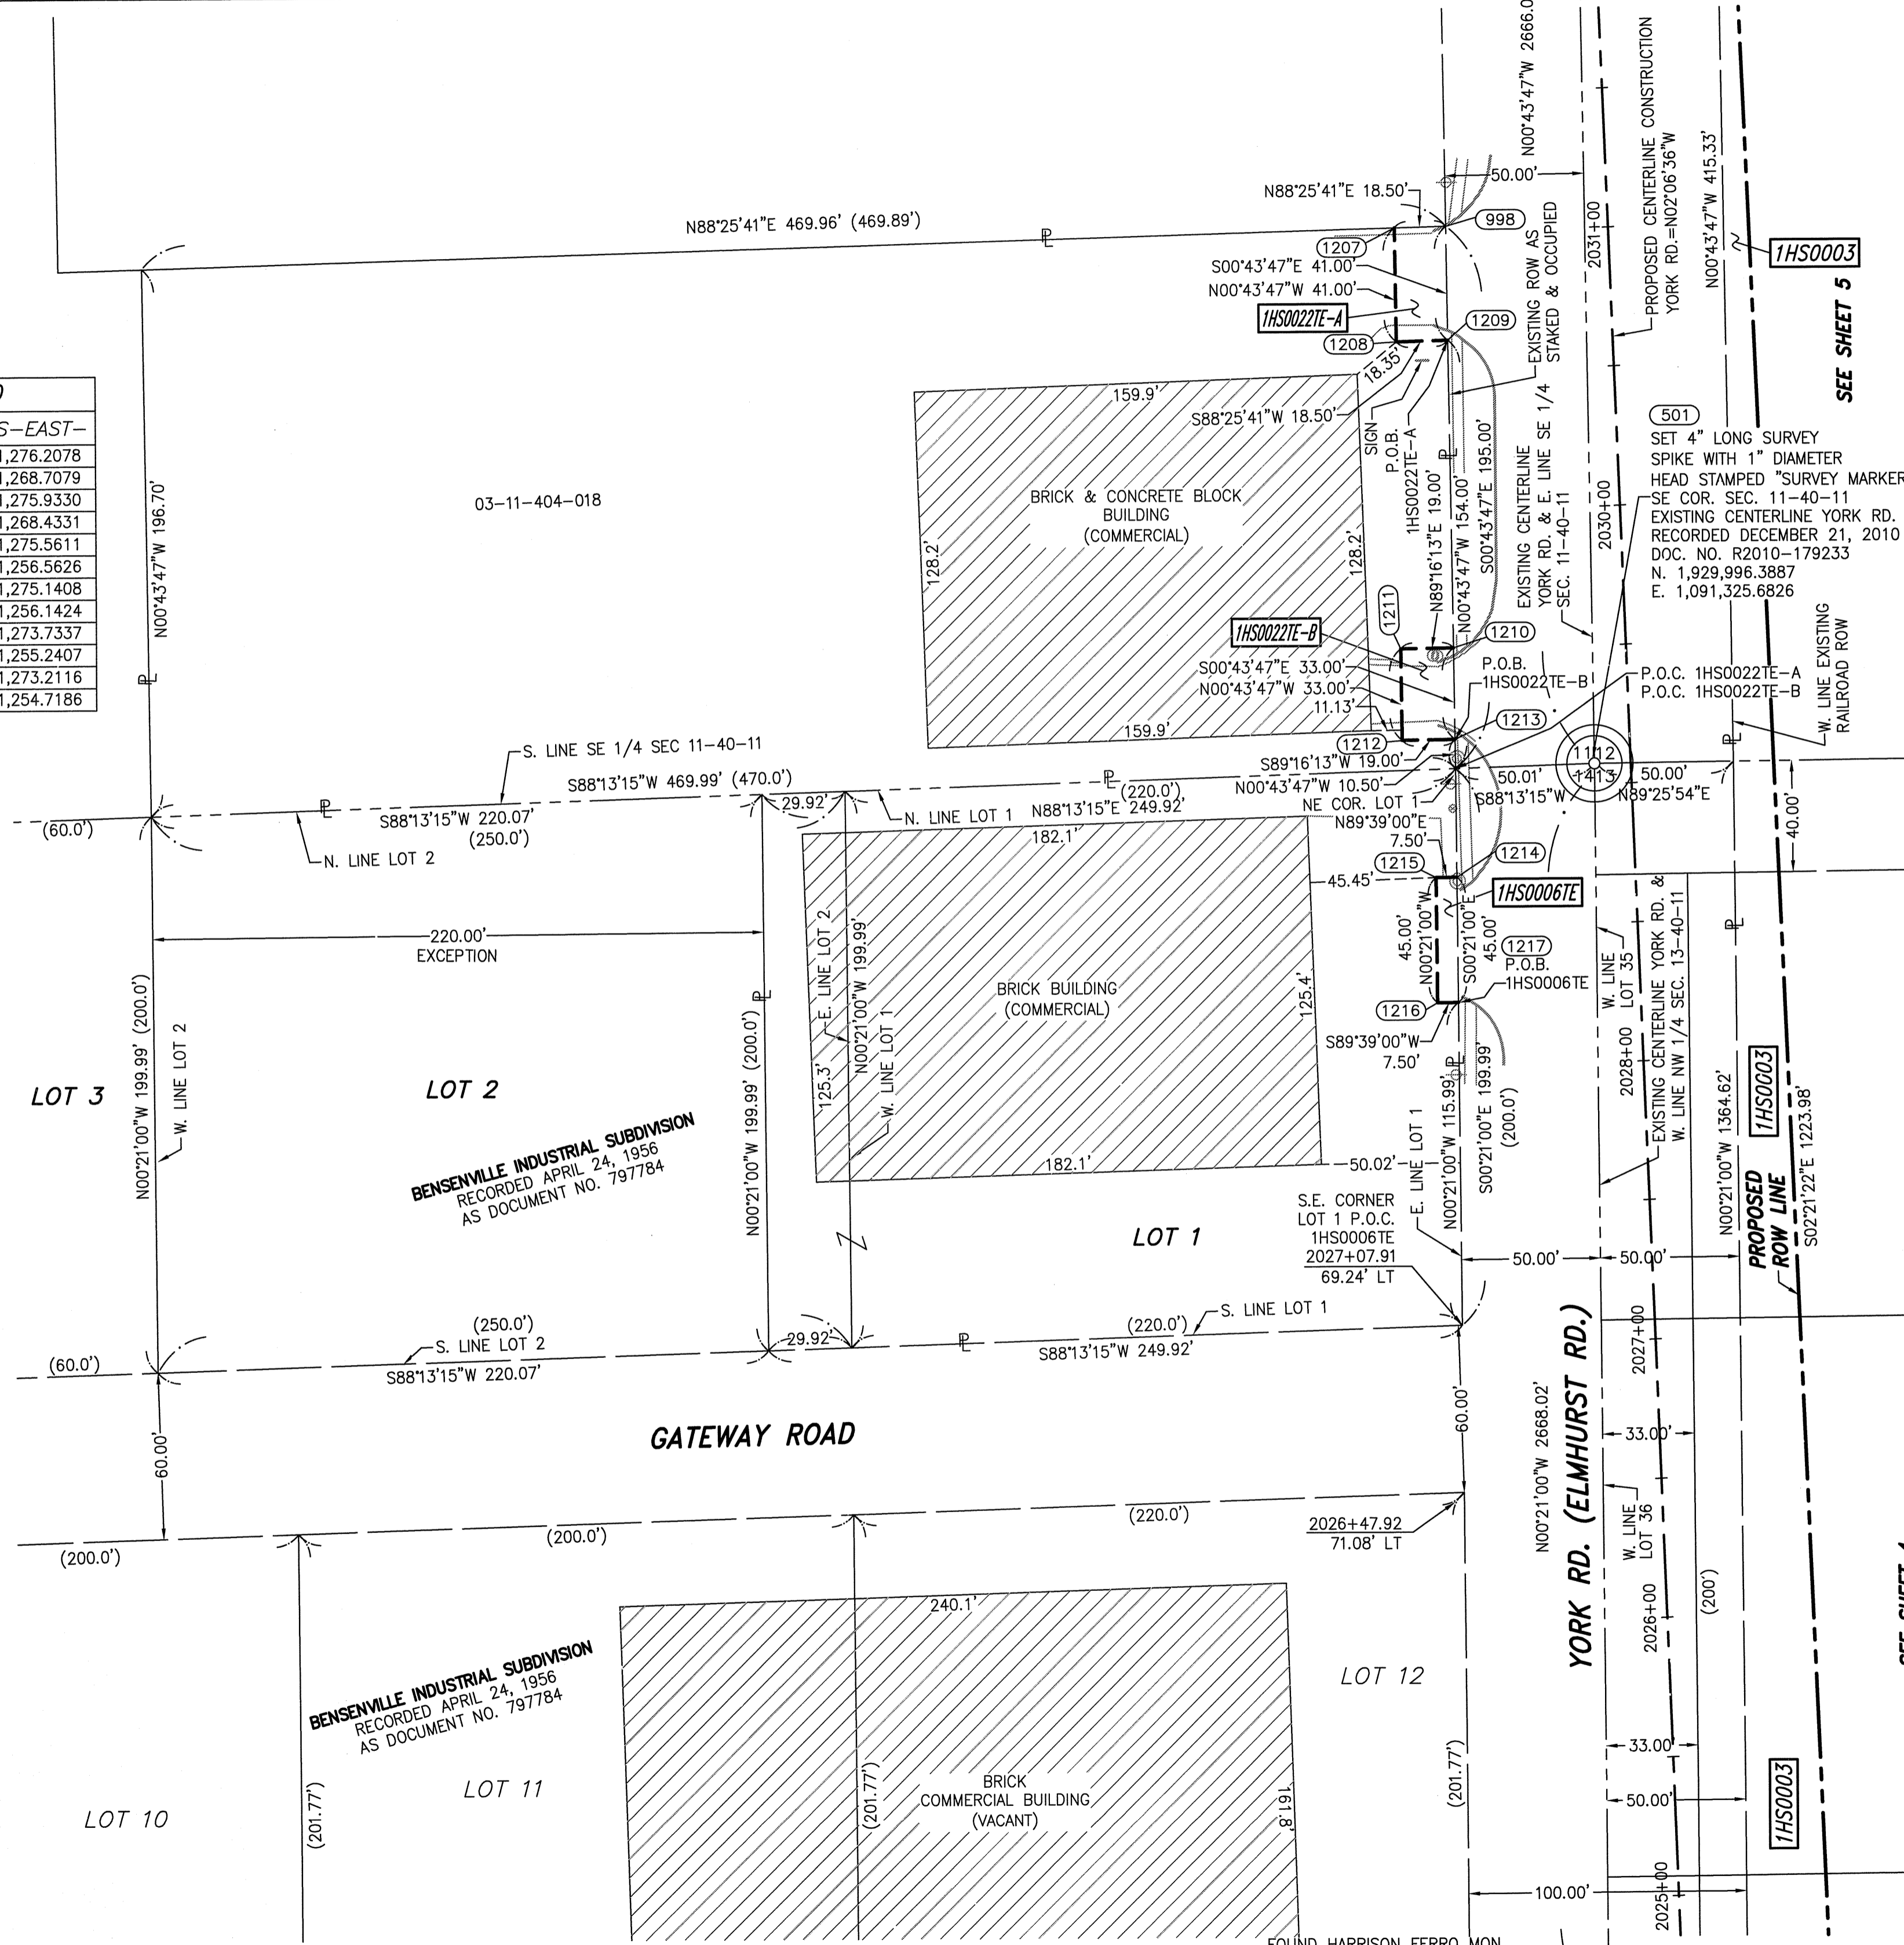 N00°43'47"W 2666.0
50.00'
N88°25'41"E 18.50'
N88°25'41"E 469.96' (469.89')
998
1207
S00°43'47"E 41.00'
N00°43'47"W 41.00'
1HS0022TE-A
1209
1208
18.35'
S88°25'41"W 18.50'
SIGN
P.O.B.
1HS0022TE-A
EXISTING ROW AS
STAKED & OCCUPIED
2031+00
PROPOSED CENTERLINE CONSTRUCTION
YORK RD.=N02°06'36"W
N00°43'47"W 415.33'
1HS0003
SEE SHEET 5
S-EAST-
1,276.2078
1,268.7079
1,275.9330
1,268.4331
1,275.5611
1,256.5626
1,275.1408
1,256.1424
1,273.7337
1,255.2407
1,273.2116
1,254.7186
N00°43'47"W 196.70'
03-11-404-018
159.9'
BRICK & CONCRETE BLOCK
BUILDING
(COMMERCIAL)
128.2'
128.2'
159.9'
N89°16'13"E 19.00'
N00°43'47"W 154.00'
S00°43'47"E 195.00'
EXISTING CENTERLINE
YORK RD. & E. LINE SE 1/4
SEC. 11-40-11
2030+00
501
SET 4" LONG SURVEY
SPIKE WITH 1" DIAMETER
HEAD STAMPED "SURVEY MARKER
SE COR. SEC. 11-40-11
EXISTING CENTERLINE YORK RD.
RECORDED DECEMBER 21, 2010
DOC. NO. R2010-179233
N. 1,929,996.3887
E. 1,091,325.6826
1211
1HS0022TE-B
1210
S00°43'47"E 33.00'
N00°43'47"W 33.00'
11.13'
P.O.B.
1HS0022TE-B
P.O.C. 1HS0022TE-A
P.O.C. 1HS0022TE-B
W. LINE EXISTING
RAILROAD ROW
1213
1212
S89°16'13"W 19.00'
N00°43'47"W 10.50'
11 12
14 13
50.01'
S88°13'15"W
50.00'
N89°25'54"E
40.00'
S. LINE SE 1/4 SEC 11-40-11
S88°13'15"W 469.99' (470.0')
(60.0')
S88°13'15"W 220.07'
(250.0')
N. LINE LOT 2
29.92'
N. LINE LOT 1
(220.0')
N88°13'15"E 249.92'
NE COR. LOT 1
N89°39'00"E
7.50'
182.1'
1215
1214
45.45'
1HS0006TE
220.00'
EXCEPTION
E. LINE LOT 2
N00°21'00"W 199.99'
W. LINE LOT 1
45.00'
N00°21'00"W
S00°21'00"E
45.00'
1217
P.O.B.
1HS0006TE
1216
S89°39'00"W
7.50'
BRICK BUILDING
(COMMERCIAL)
125.4'
125.3'
182.1'
50.02'
W. LINE
LOT 35
2028+00
EXISTING CENTERLINE YORK RD. &
W. LINE NW 1/4 SEC. 13-40-11
LOT 3
N00°21'00"W 199.99' (200.0')
W. LINE LOT 2
LOT 2
N00°21'00"W 199.99' (200.0')
BENSENVILLE INDUSTRIAL SUBDIVISION
RECORDED APRIL 24, 1956
AS DOCUMENT NO. 797784
LOT 1
S.E. CORNER
LOT 1 P.O.C.
1HS0006TE
2027+07.91
69.24' LT
E. LINE LOT 1
N00°21'00"W 115.99'
S00°21'00"E 199.99'
(200.0')
50.00'
50.00'
N00°21'00"W 1364.62'
1HS0003
PROPOSED
ROW LINE
S02°21'22"E 1223.98'
(250.0')
S. LINE LOT 2
S88°13'15"W 220.07'
(60.0')
29.92'
(220.0')
S. LINE LOT 1
S88°13'15"W 249.92'
2027+00
60.00'
GATEWAY ROAD
60.00'
N00°21'00"W 2668.02'
YORK RD. (ELMHURST RD.)
33.00'
W. LINE
LOT 36
2026+00
(200')
(200.0')
(200.0')
(220.0')
2026+47.92
71.08' LT
BENSENVILLE INDUSTRIAL SUBDIVISION
RECORDED APRIL 24, 1956
AS DOCUMENT NO. 797784
240.1'
LOT 12
LOT 10
(201.77')
LOT 11
(201.77')
BRICK
COMMERCIAL BUILDING
(VACANT)
161.8'
(201.77')
33.00'
50.00'
1HS0003
100.00'
2025+00
FOUND HARRISON FERRO MON